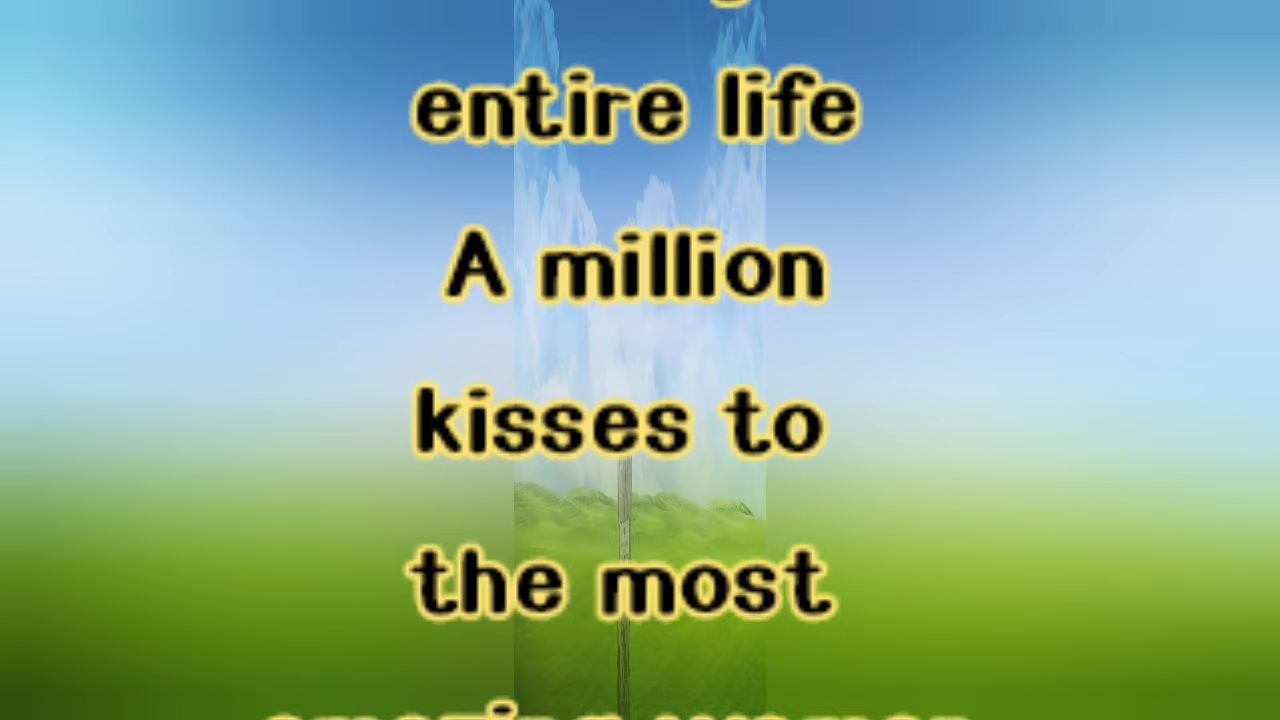 entire life
A million
kisses to
the most